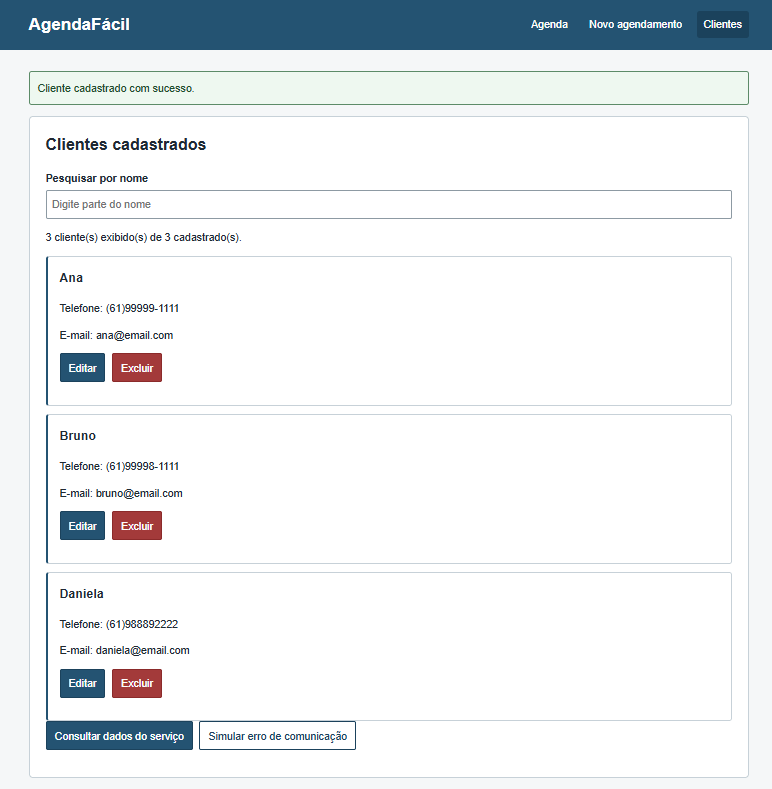 AgendaFácil
Agenda Novo agendamento Clientes
Cliente cadastrado com sucesso.
Clientes cadastrados
Pesquisar por nome
Digite parte do nome
3 cliente(s) exibido(s) de 3 cadastrado(s).
Ana
Telefone: (61)99999-1111
E-mail: ana@email.com
Editar Excluir
Bruno
Telefone: (61)99998-1111
E-mail: bruno@email.com
Editar Excluir
Daniela
Telefone: (61)988892222
E-mail: daniela@email.com
Editar Excluir
Consultar dados do serviço Simular erro de comunicação